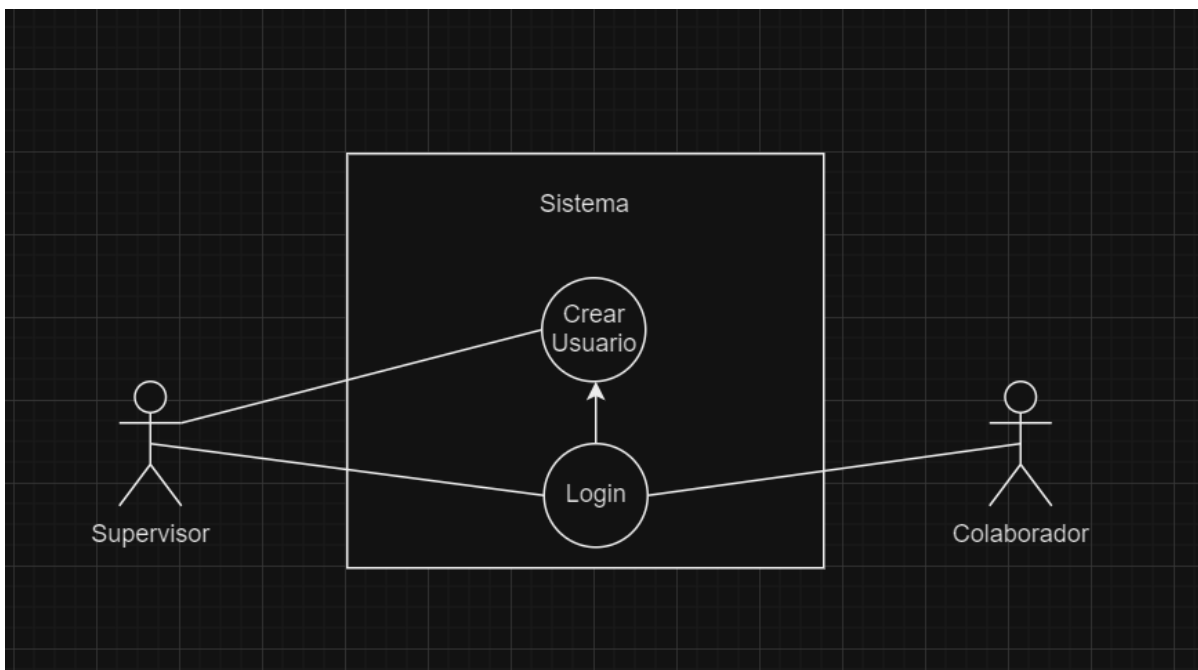 Sistema
Crear
Usuario
Login
Supervisor
Colaborador